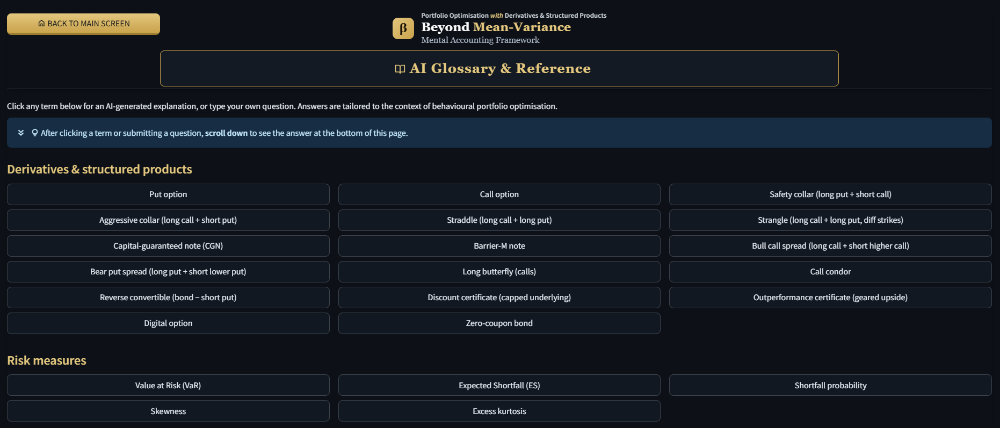 BACK TO MAIN SCREEN
Portfolio Optimisation with Derivatives & Structured Products
β
Beyond Mean-Variance
Mental Accounting Framework
AI Glossary & Reference
Click any term below for an AI-generated explanation, or type your own question. Answers are tailored to the context of behavioural portfolio optimisation.
After clicking a term or submitting a question, scroll down to see the answer at the bottom of this page.
Derivatives & structured products
Put option
Call option
Safety collar (long put + short call)
Aggressive collar (long call + short put)
Straddle (long call + long put)
Strangle (long call + long put, diff strikes)
Capital-guaranteed note (CGN)
Barrier-M note
Bull call spread (long call + short higher call)
Bear put spread (long put + short lower put)
Long butterfly (calls)
Call condor
Reverse convertible (bond − short put)
Discount certificate (capped underlying)
Outperformance certificate (geared upside)
Digital option
Zero-coupon bond
Risk measures
Value at Risk (VaR)
Expected Shortfall (ES)
Shortfall probability
Skewness
Excess kurtosis